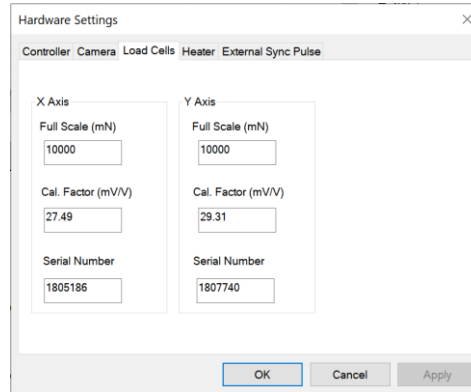 Hardware Settings
Controller Camera Load Cells Heater External Sync Pulse
X Axis
Full Scale (mN)
10000
Cal. Factor (mV/V)
27.49
Serial Number
1805186
Y Axis
Full Scale (mN)
10000
Cal. Factor (mV/V)
29.31
Serial Number
1807740
OK Cancel Apply